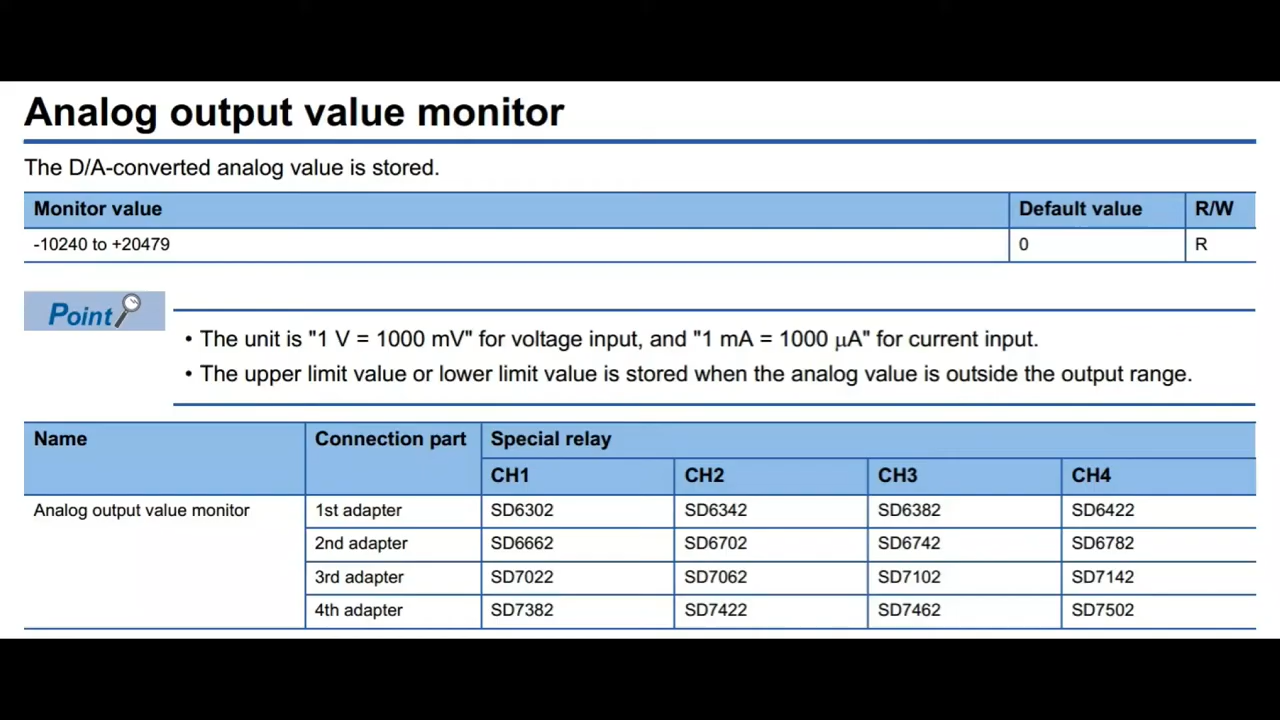 Analog output value monitor
The D/A-converted analog value is stored.
Monitor value Default value R/W
-10240 to +20479 0 R
Point
• The unit is "1 V = 1000 mV" for voltage input, and "1 mA = 1000 μA" for current input.
• The upper limit value or lower limit value is stored when the analog value is outside the output range.
Name Connection part Special relay
CH1 CH2 CH3 CH4
Analog output value monitor 1st adapter SD6302 SD6342 SD6382 SD6422
2nd adapter SD6662 SD6702 SD6742 SD6782
3rd adapter SD7022 SD7062 SD7102 SD7142
4th adapter SD7382 SD7422 SD7462 SD7502